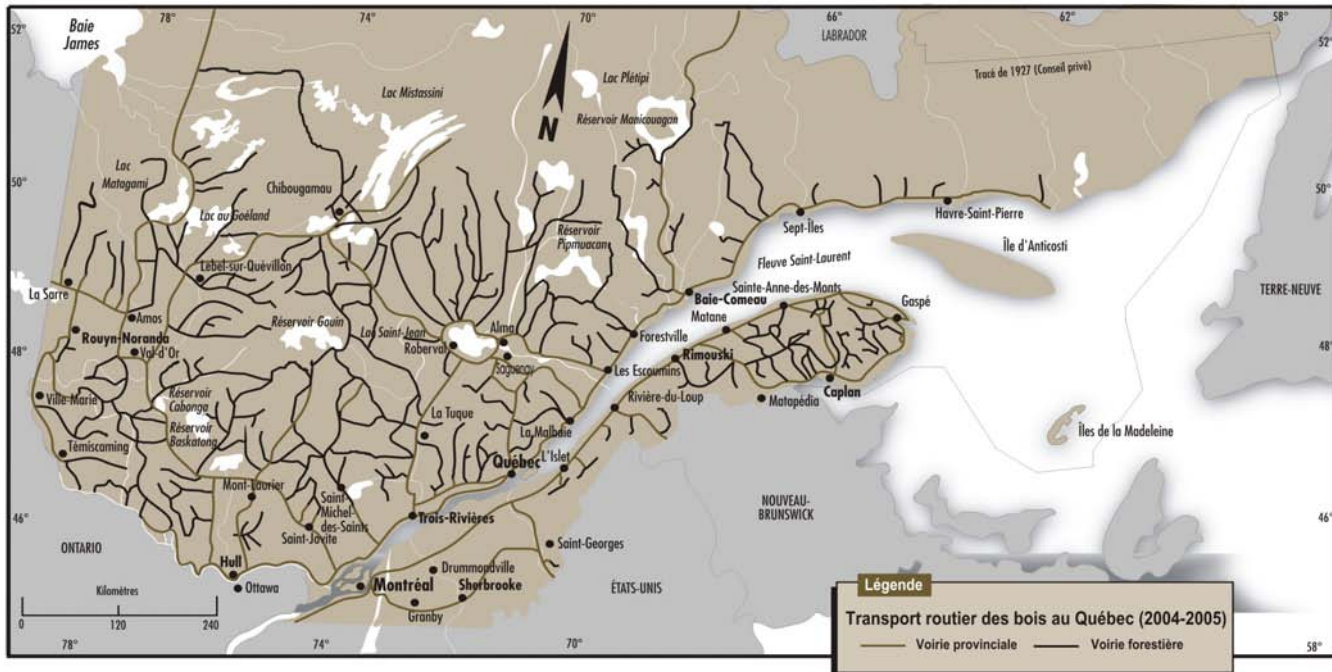 52°
78°
74°
70°
66°
62°
58°
52°
Baie
James
LABRADOR
Tracé de 1927 (Conseil privé)
Lac Plétipi
Lac Mistassini
Réservoir Manicouagan
N
Lac
Matagami
50°
50°
Chibougamau
Lac au Goéland
Sept-Îles
Havre-Saint-Pierre
Île d'Anticosti
Réservoir
Pipmuacan
Fleuve Saint-Laurent
Lebel-sur-Quévillon
La Sarre
Sainte-Anne-des-Monts
Baie-Comeau
Gaspé
TERRE-NEUVE
Amos
Réservoir Gouin
Lac Saint-Jean
Alma
Forestville
Matane
Rouyn-Noranda
Val-d'Or
Roberval
Saguenay
Rimouski
48°
48°
Les Escoumins
Ville-Marie
Réservoir
Cabonga
Rivière-du-Loup
Matapédia
Caplan
Réservoir
Baskatong
La Tuque
La Malbaie
Îles de la Madeleine
Témiscaming
Québec
L'Islet
Mont-Laurier
Saint-
Michel-
des-Saints
NOUVEAU-
BRUNSWICK
46°
46°
Trois-Rivières
Saint-Jovite
ONTARIO
Saint-Georges
Hull
Ottawa
Drummondville
Montréal
Sherbrooke
ÉTATS-UNIS
Granby
Kilomètres
0 120 240
Légende
Transport routier des bois au Québec (2004-2005)
Voirie provinciale
Voirie forestière
78°
74°
70°
58°